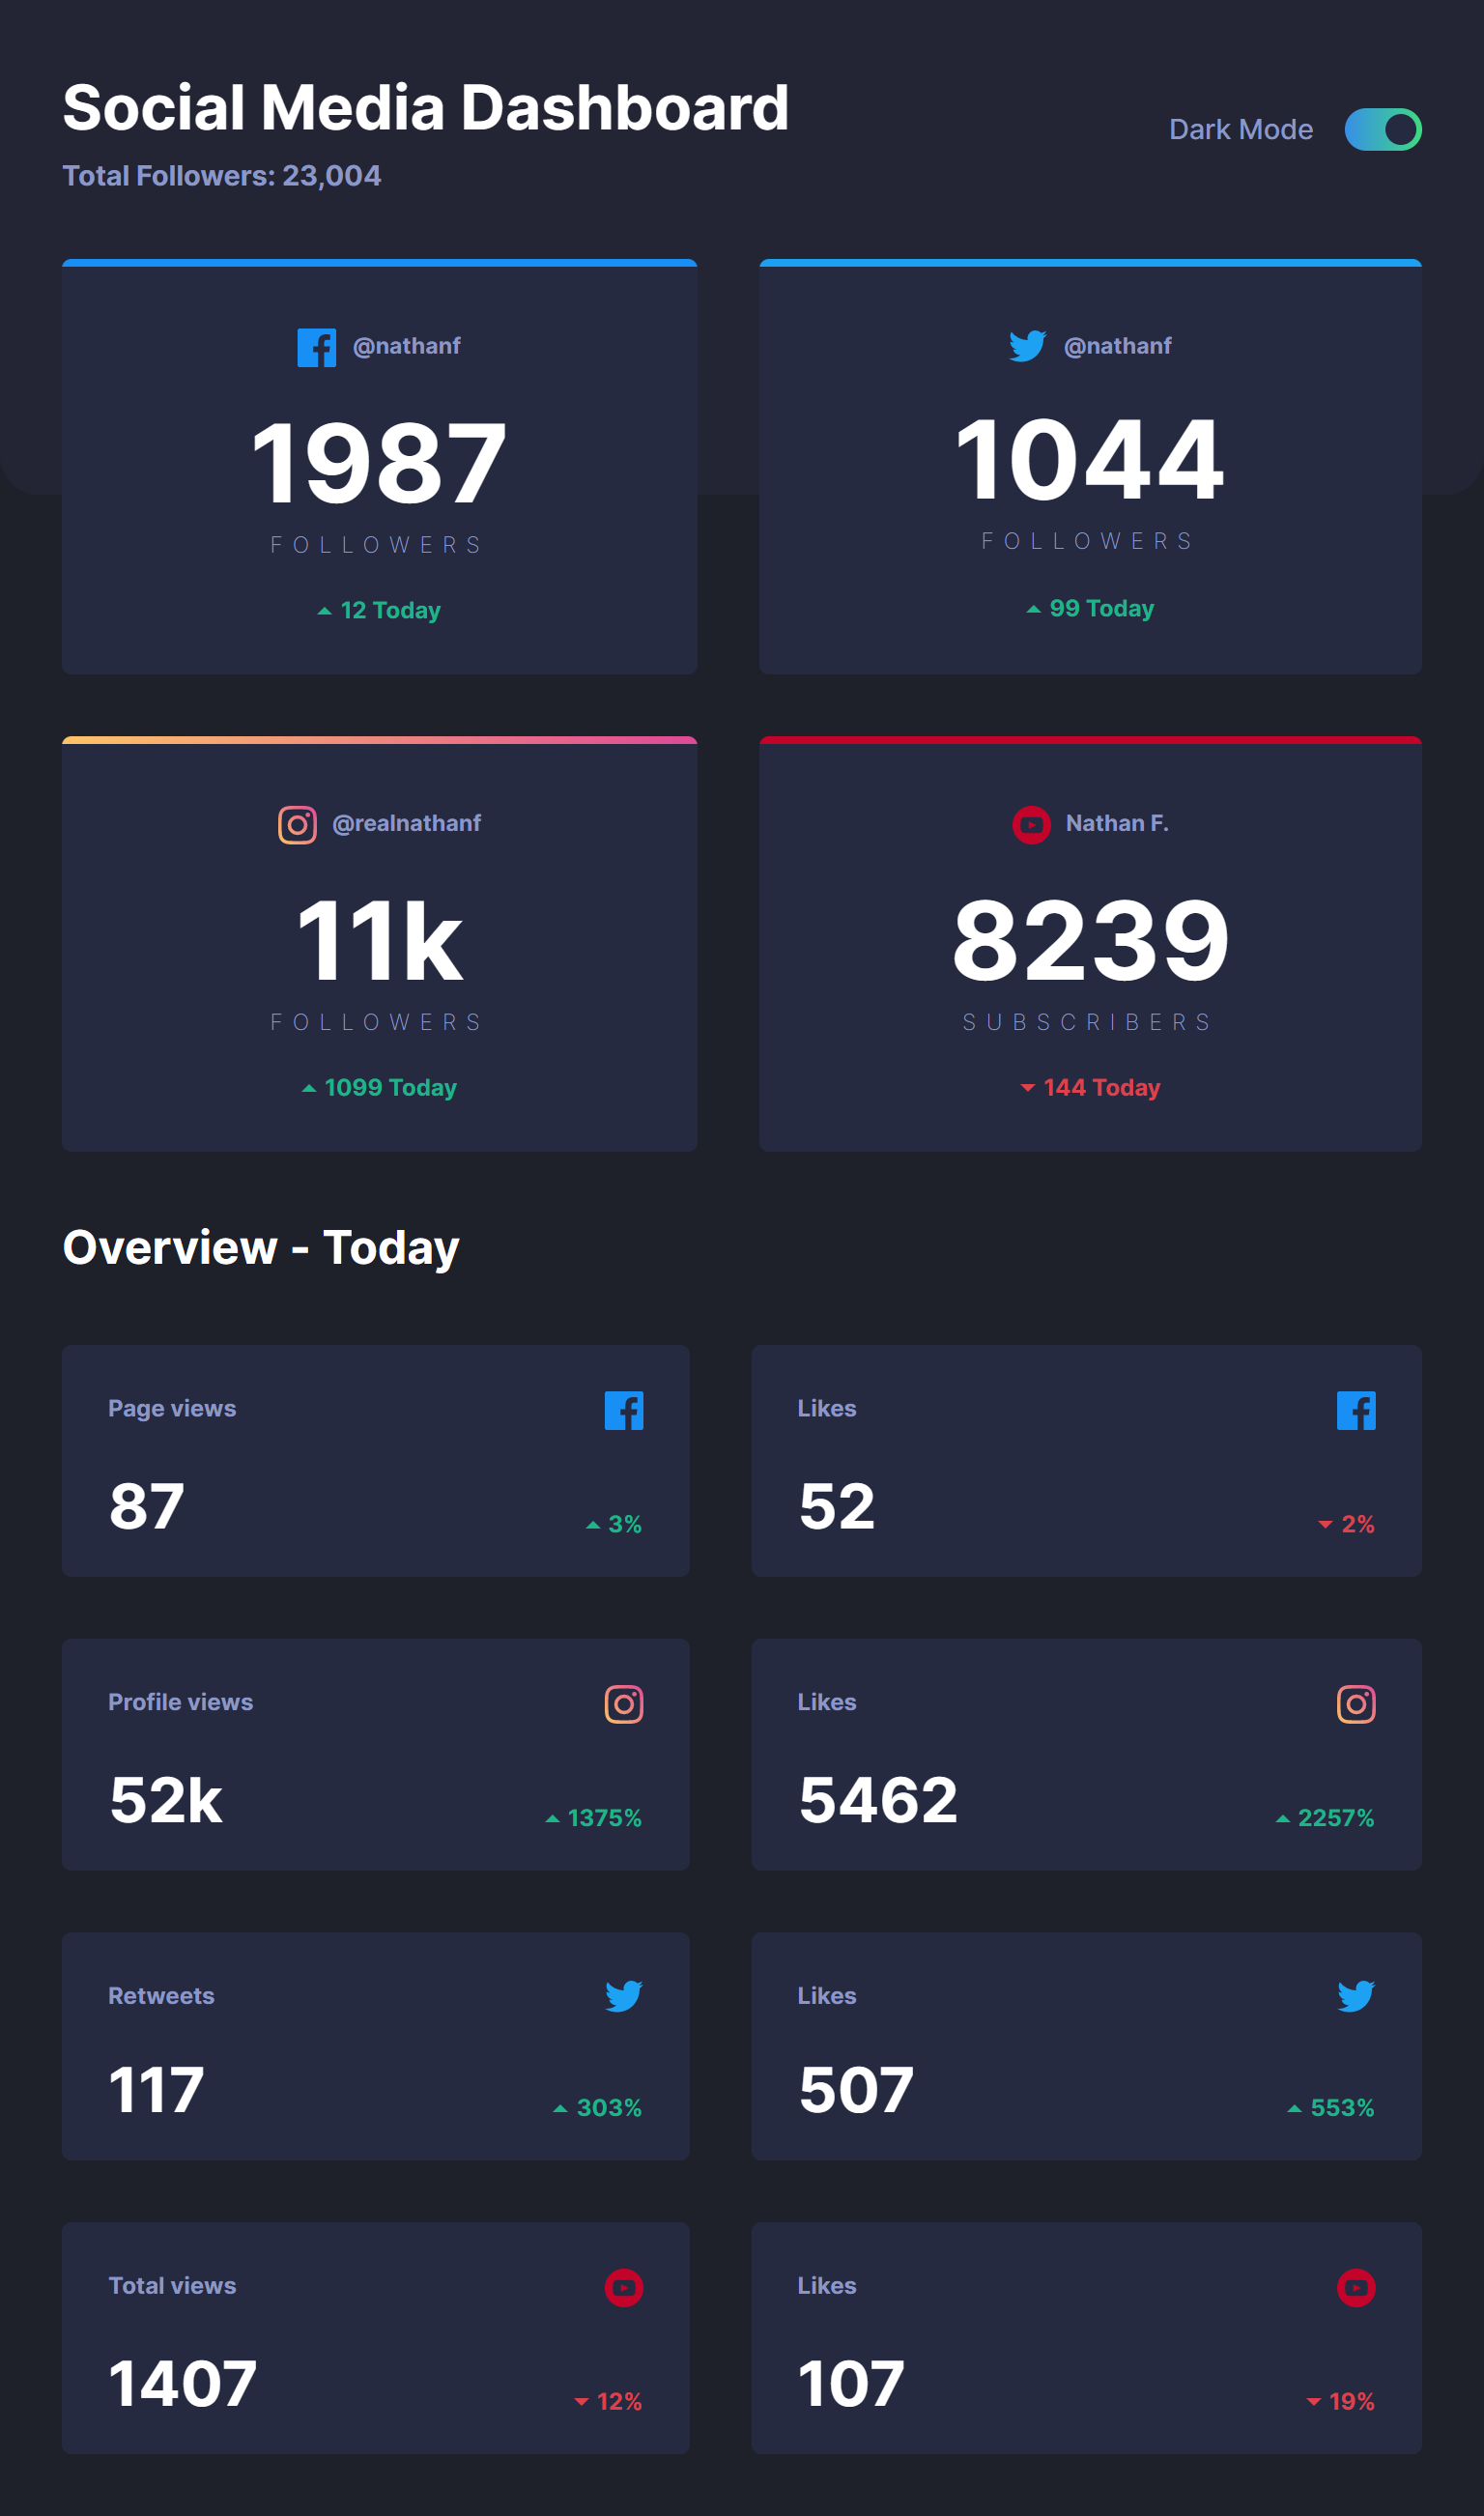 Social Media Dashboard
Total Followers: 23,004
Dark Mode
@nathanf
1987
FOLLOWERS
12 Today
@nathanf
1044
FOLLOWERS
99 Today
@realnathanf
11k
FOLLOWERS
1099 Today
Nathan F.
8239
SUBSCRIBERS
144 Today
Overview - Today
Page views
87
3%
Likes
52
2%
Profile views
52k
1375%
Likes
5462
2257%
Retweets
117
303%
Likes
507
553%
Total views
1407
12%
Likes
107
19%